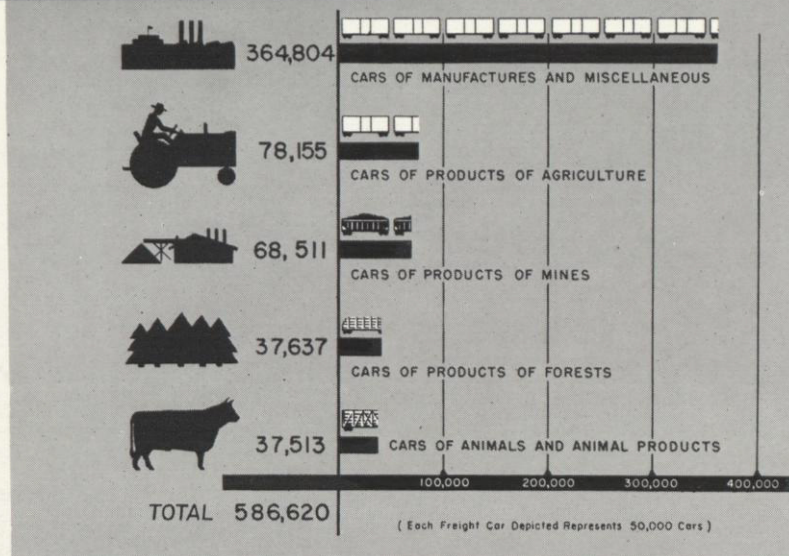 364,804
CARS OF MANUFACTURES AND MISCELLANEOUS
78,155
CARS OF PRODUCTS OF AGRICULTURE
68,511
CARS OF PRODUCTS OF MINES
37,637
CARS OF PRODUCTS OF FORESTS
37,513 CARS OF ANIMALS AND ANIMAL PRODUCTS
100,000 200,000 300,000 400,000
TOTAL 586,620
( Each Freight Car Depicted Represents 50,000 Cars )